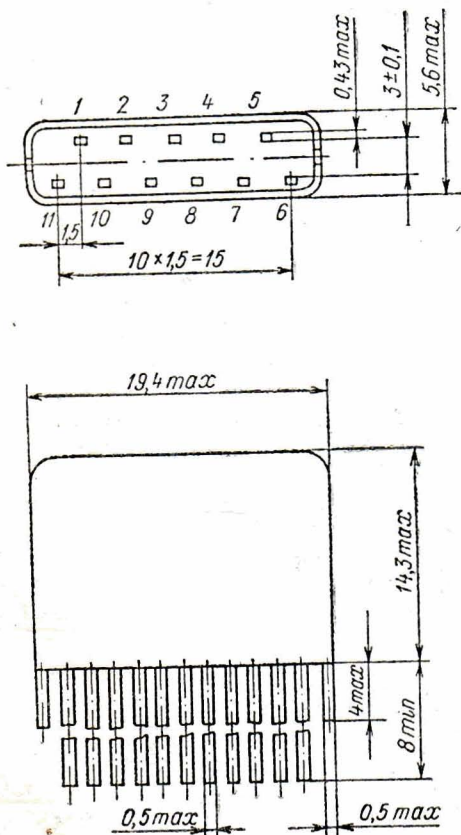 1 2 3 4 5
11 10 9 8 7 6
1,5
10×1,5=15
0,43max
3±0,1
5,6max
19,4max
14,3max
4max
8min
0,5max
0,5max